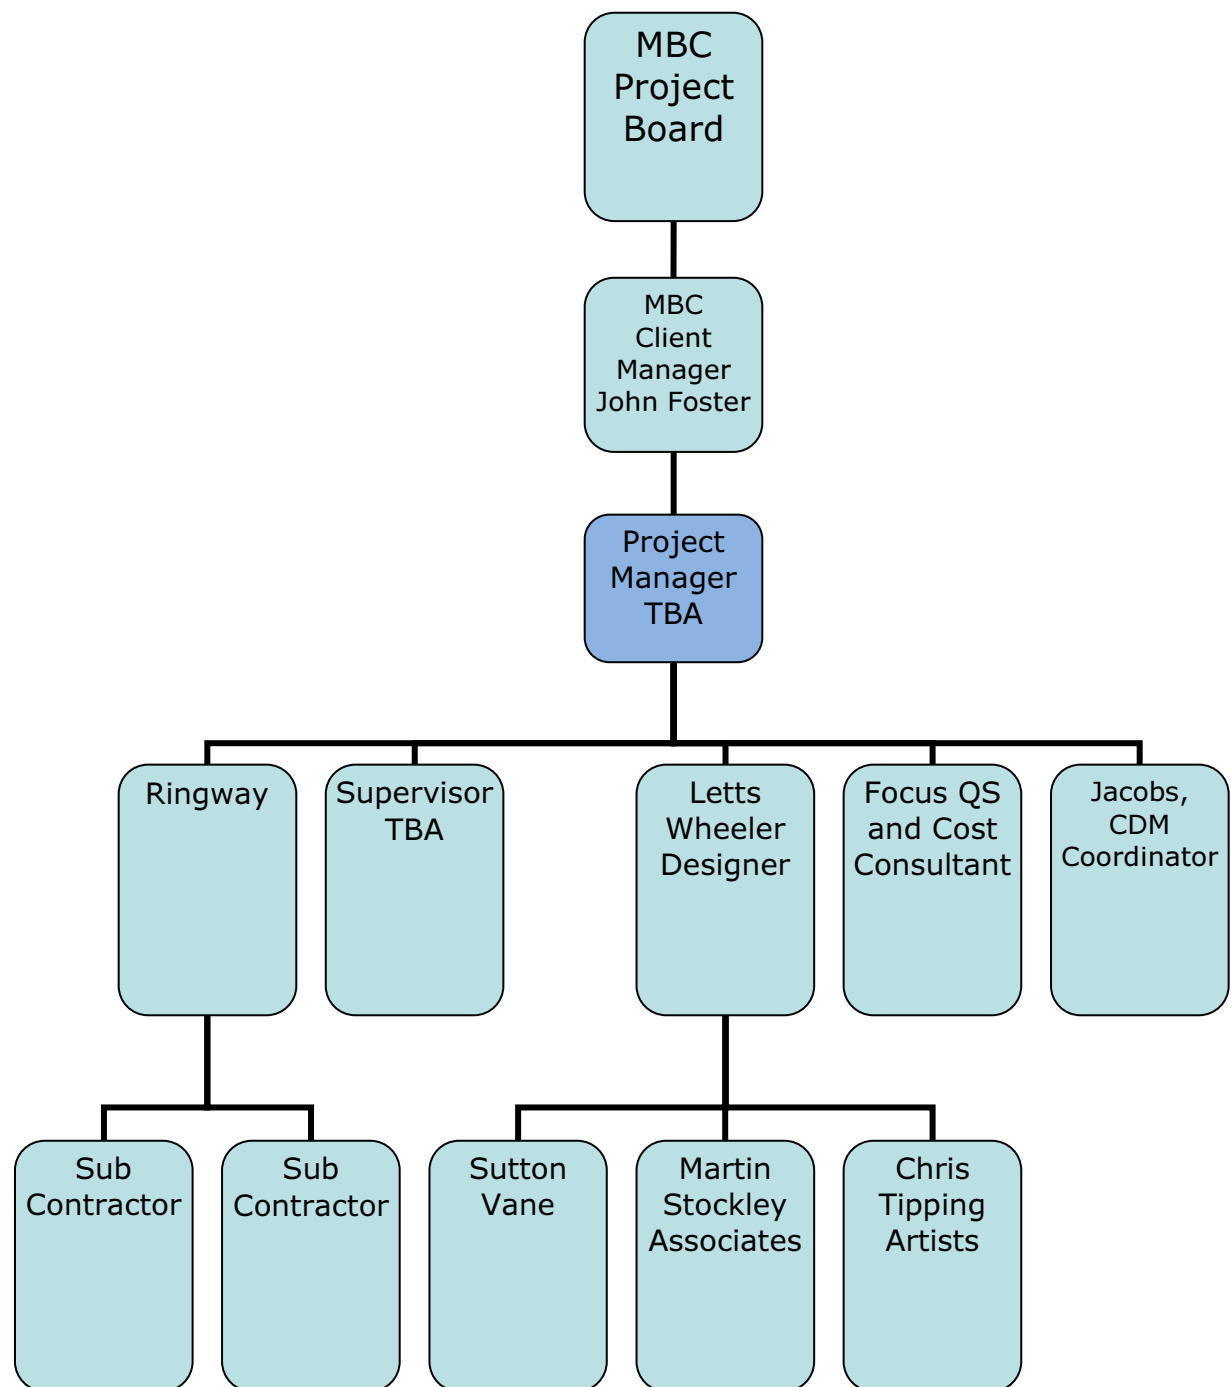 MBC
Project
Board
MBC
Client
Manager
John Foster
Project
Manager
TBA
Ringway
Supervisor
TBA
Letts
Wheeler
Designer
Focus QS
and Cost
Consultant
Jacobs,
CDM
Coordinator
Sub
Contractor
Sub
Contractor
Sutton
Vane
Martin
Stockley
Associates
Chris
Tipping
Artists